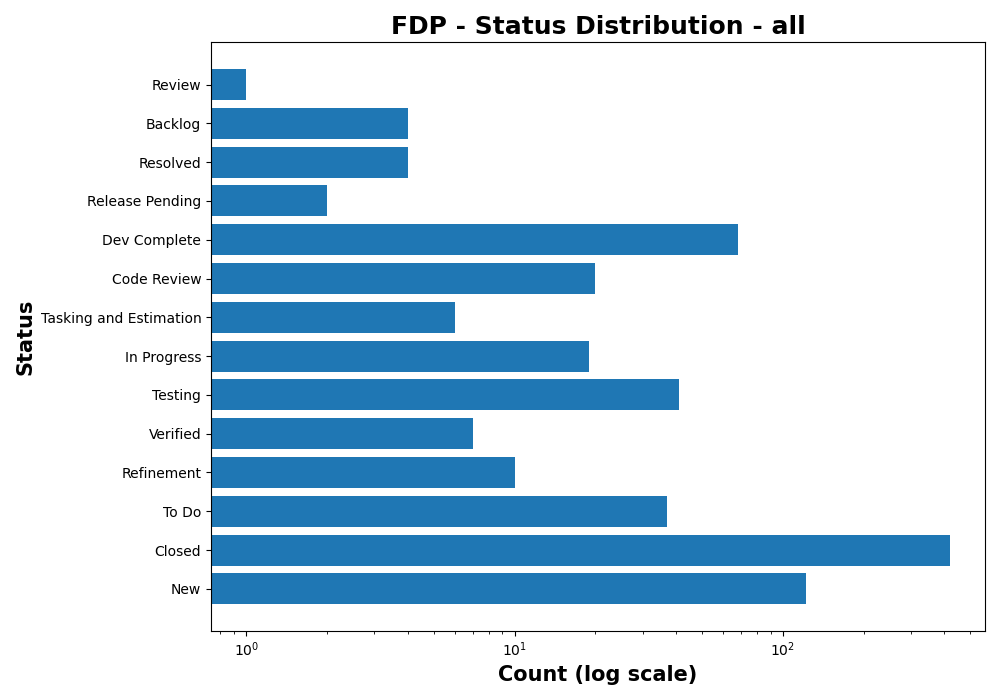 FDP - Status Distribution - all
Review
Backlog
Resolved
Release Pending
Dev Complete
Code Review
Tasking and Estimation
In Progress
Testing
Verified
Refinement
To Do
Closed
New
Status
10⁰ 10¹ 10²
Count (log scale)